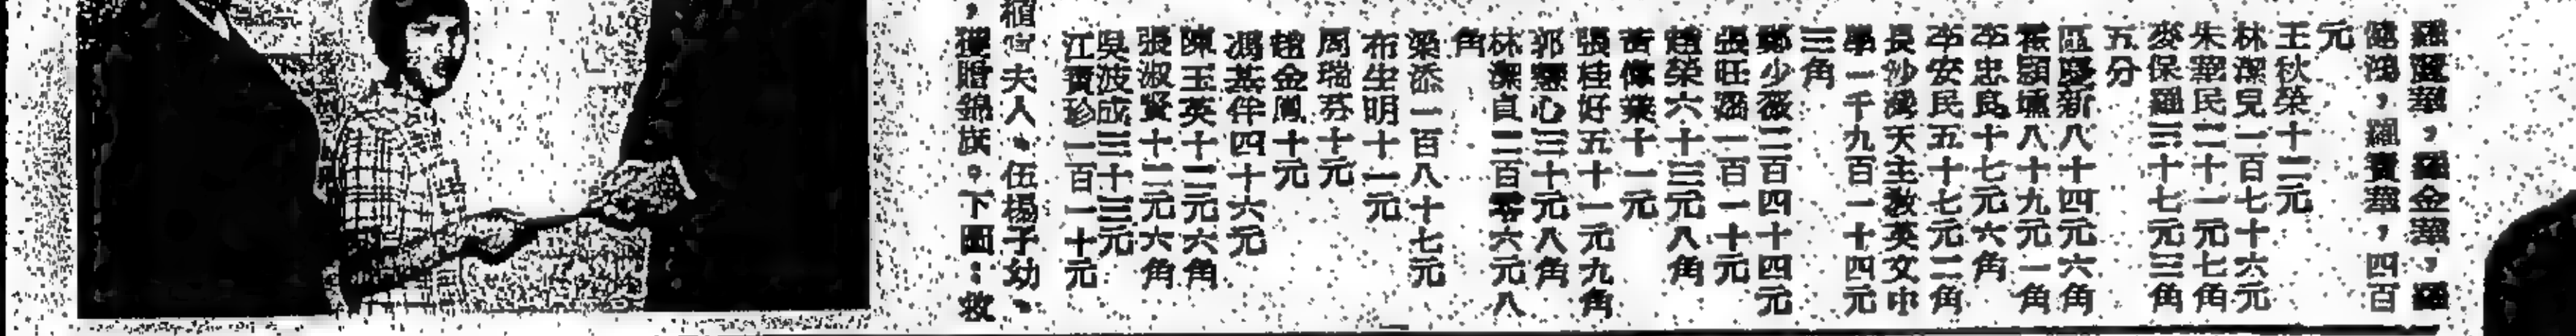 羅麗華，羅金華，羅
健鴻，羅寶華，四百
元
王秋榮十二元
林潔兒一百七十六元
朱華民二十一元七角
麥保羅三十七元三角
五分
區慶新八十四元六角
霍顯壎八十九元一角
李忠良十七元六角
李安民五十七元二角
長沙灣天主教英文中
學一千九百一十四元
三角
鄭少薇二百四十四元
張旺 一百一十元
趙榮六十三元八角
黃偉業十一元
張桂好五十一元九角
郭慧心三十元八角
林潔貞二百零六元八
角
梁添一百八十七元
布生明十一元
周瑞芬十元
趙金鳳十元
馮基伴四十六元
陳玉英十二元六角
張淑賢十二元六角
吳波成三十三元
江寶珍一百一十元
植 夫人、伍楊子幼、
，獲贈錦旗。下圖：救